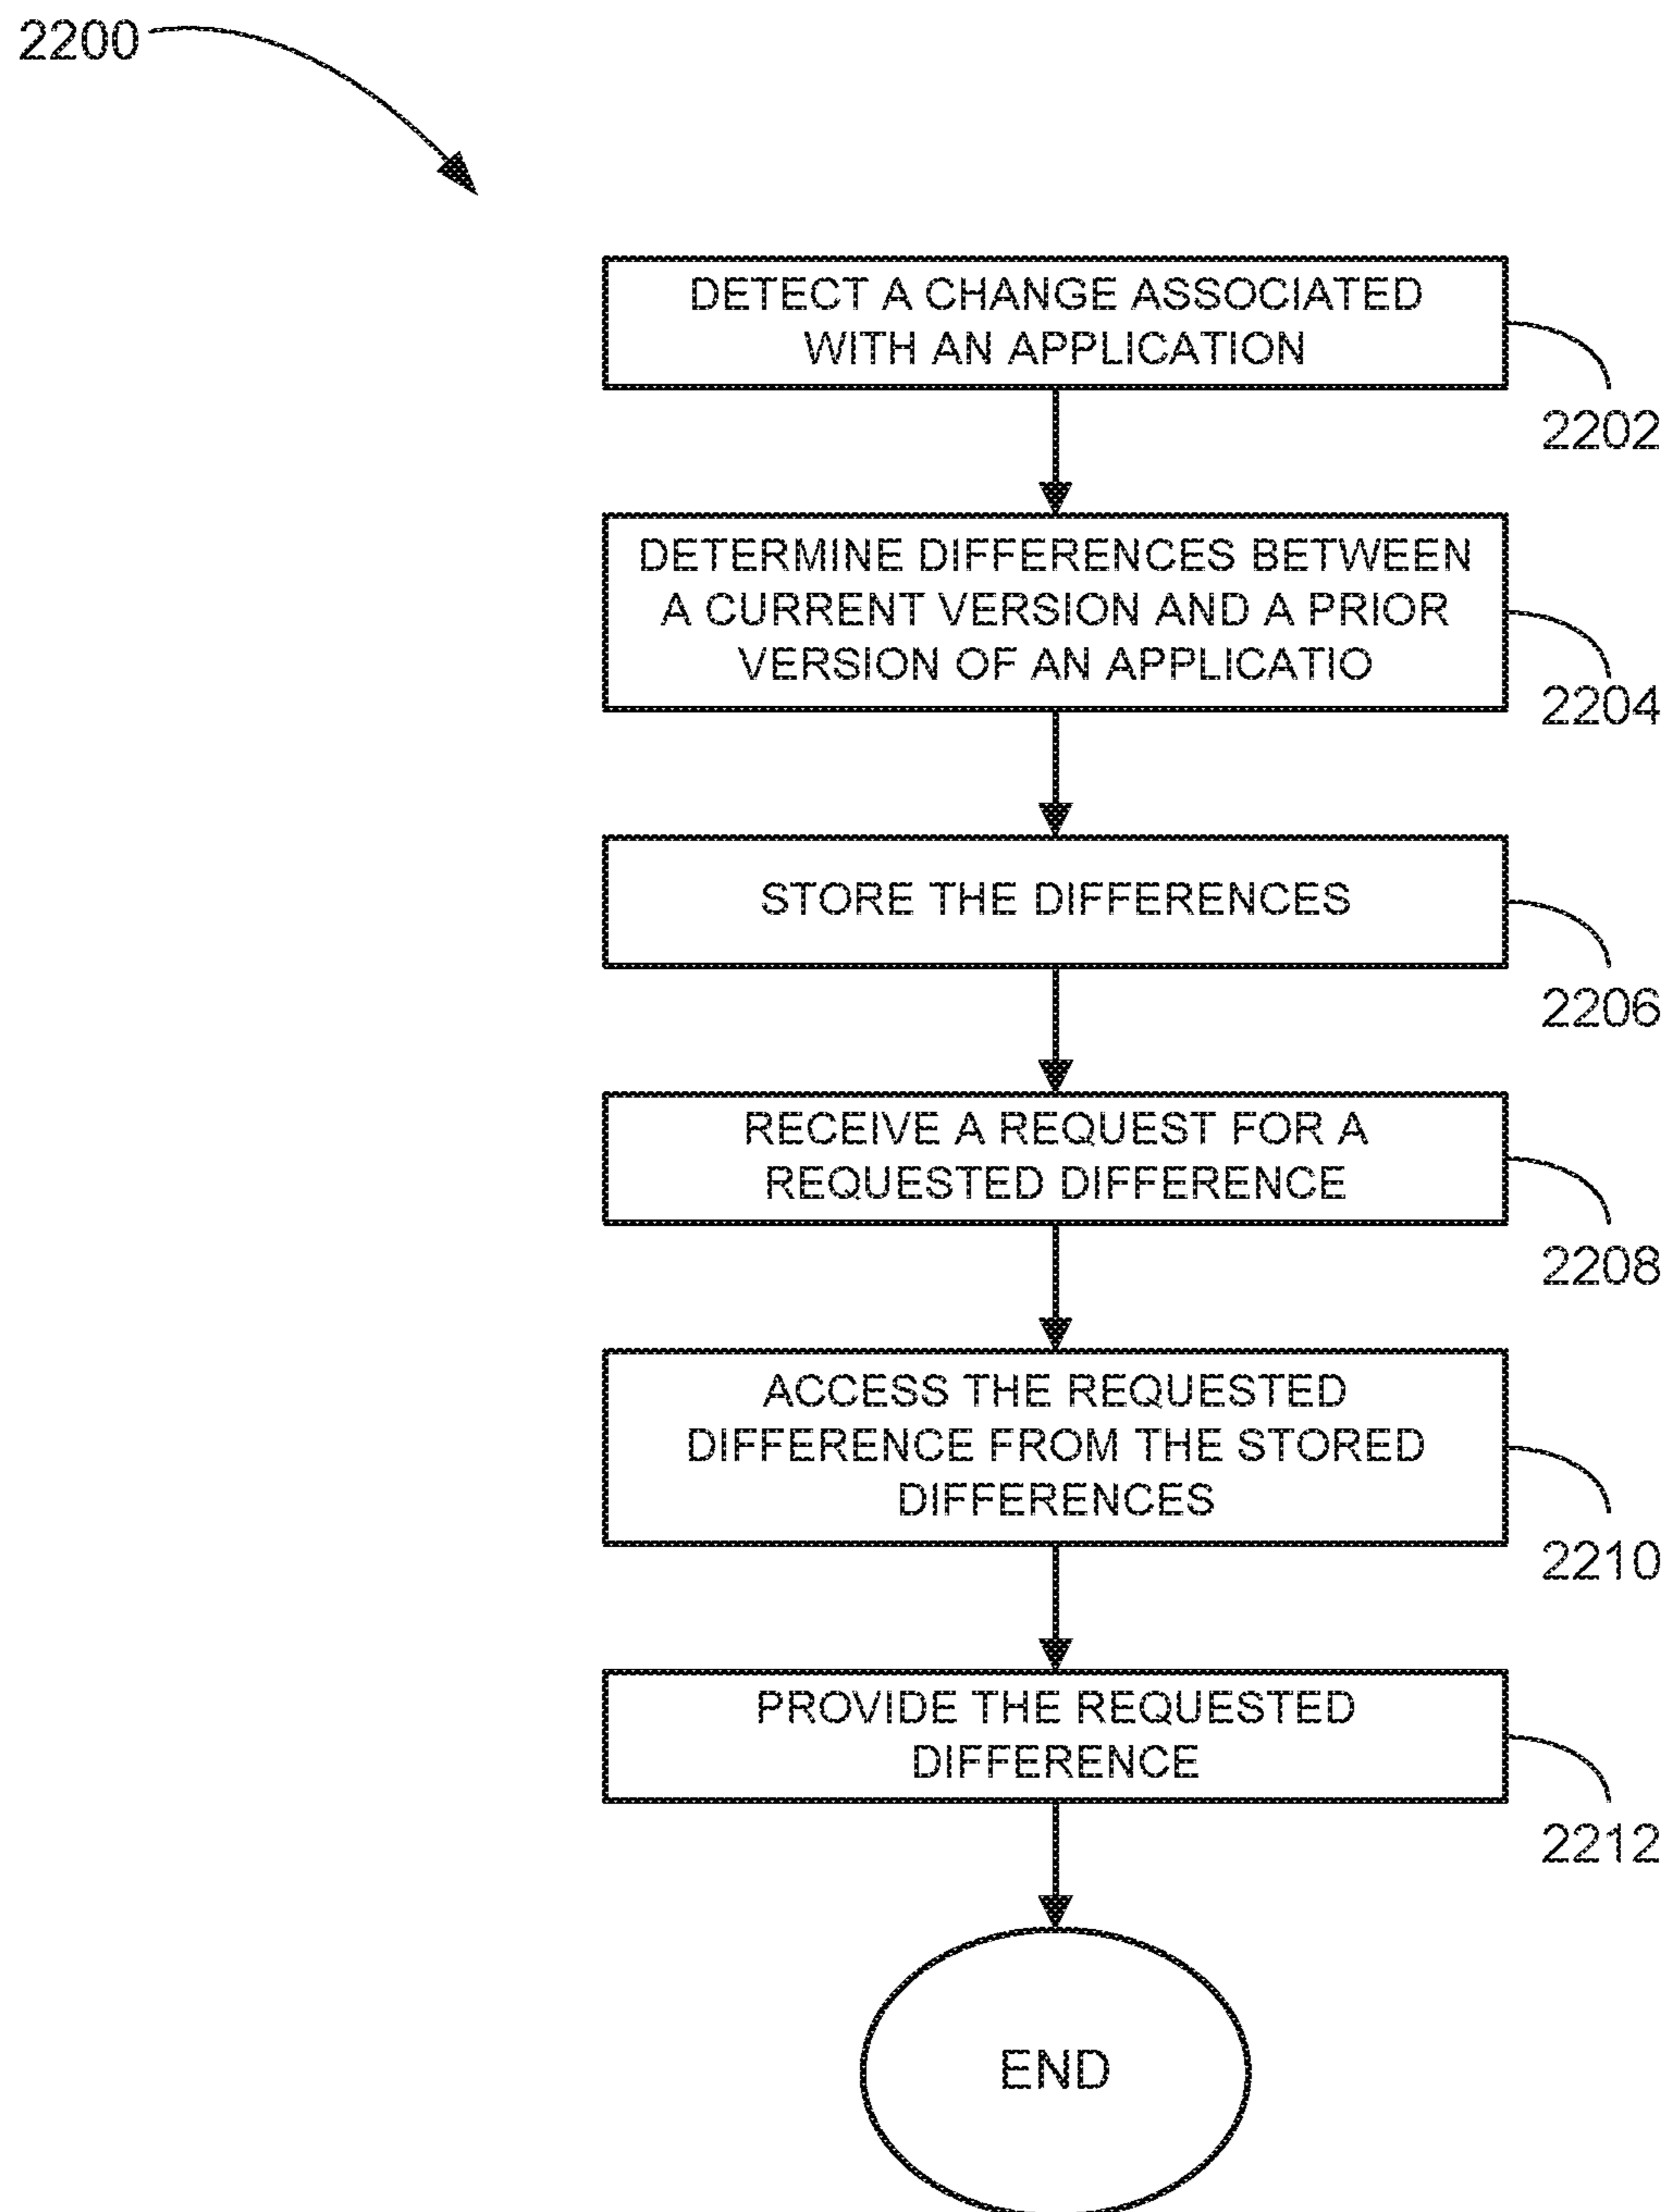 2200
DETECT A CHANGE ASSOCIATED
WITH AN APPLICATION
2202
DETERMINE DIFFERENCES BETWEEN
A CURRENT VERSION AND A PRIOR
VERSION OF AN APPLICATIO
2204
STORE THE DIFFERENCES
2206
RECEIVE A REQUEST FOR A
REQUESTED DIFFERENCE
2208
ACCESS THE REQUESTED
DIFFERENCE FROM THE STORED
DIFFERENCES
2210
PROVIDE THE REQUESTED
DIFFERENCE
2212
END